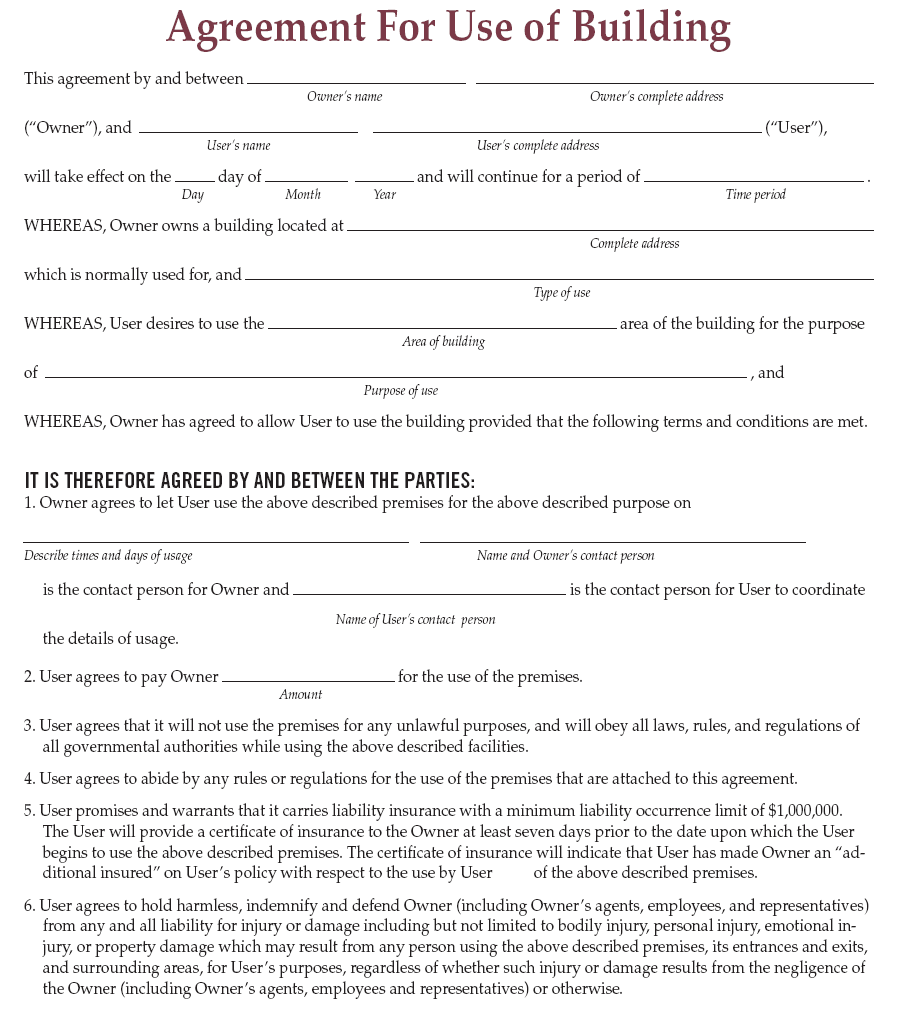 Agreement For Use of Building
This agreement by and between
Owner's name Owner's complete address
("Owner"), and ("User"),
User's name User's complete address
will take effect on the day of and will continue for a period of .
Day Month Year Time period
WHEREAS, Owner owns a building located at
Complete address
which is normally used for, and
Type of use
WHEREAS, User desires to use the area of the building for the purpose
Area of building
of , and
Purpose of use
WHEREAS, Owner has agreed to allow User to use the building provided that the following terms and conditions are met.
IT IS THEREFORE AGREED BY AND BETWEEN THE PARTIES:
1. Owner agrees to let User use the above described premises for the above described purpose on
Describe times and days of usage Name and Owner's contact person
is the contact person for Owner and is the contact person for User to coordinate
Name of User's contact person
the details of usage.
2. User agrees to pay Owner for the use of the premises.
Amount
3. User agrees that it will not use the premises for any unlawful purposes, and will obey all laws, rules, and regulations of
all governmental authorities while using the above described facilities.
4. User agrees to abide by any rules or regulations for the use of the premises that are attached to this agreement.
5. User promises and warrants that it carries liability insurance with a minimum liability occurrence limit of $1,000,000.
The User will provide a certificate of insurance to the Owner at least seven days prior to the date upon which the User
begins to use the above described premises. The certificate of insurance will indicate that User has made Owner an "ad-
ditional insured" on User's policy with respect to the use by User of the above described premises.
6. User agrees to hold harmless, indemnify and defend Owner (including Owner's agents, employees, and representatives)
from any and all liability for injury or damage including but not limited to bodily injury, personal injury, emotional in-
jury, or property damage which may result from any person using the above described premises, its entrances and exits,
and surrounding areas, for User's purposes, regardless of whether such injury or damage results from the negligence of
the Owner (including Owner's agents, employees and representatives) or otherwise.